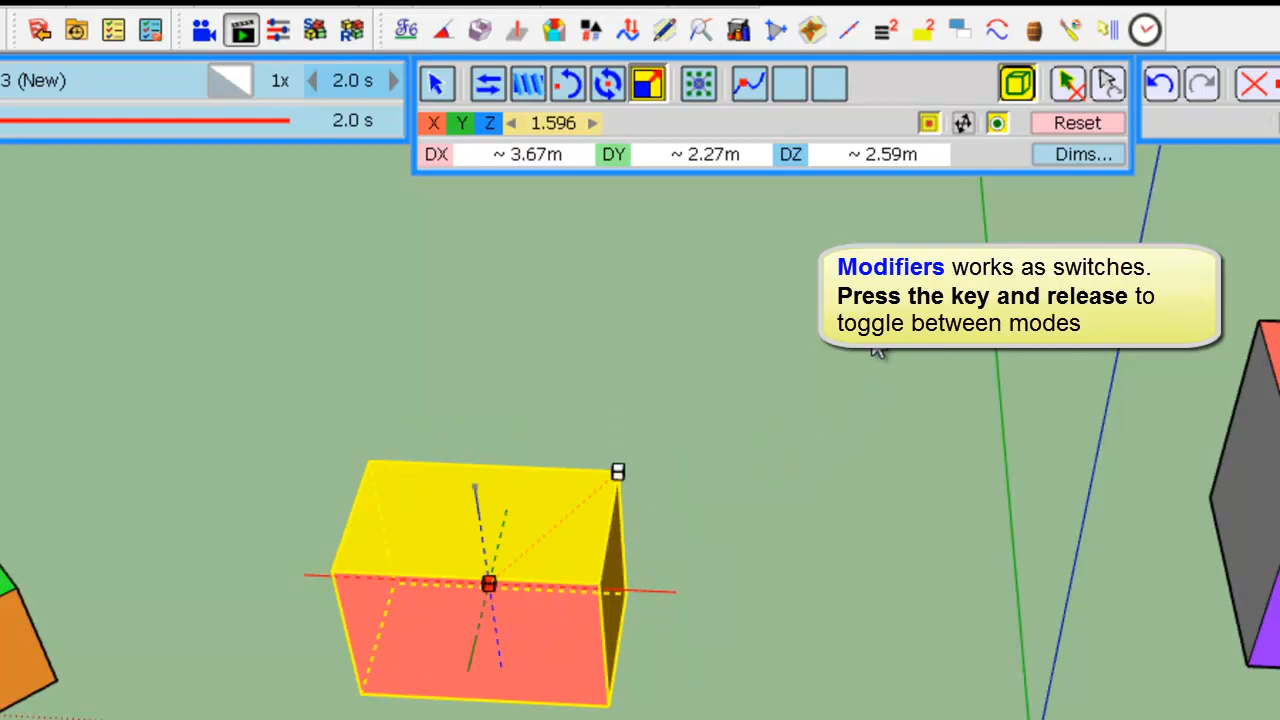 3 (New)
1x
2.0 s
2.0 s
X Y Z 1.596
Reset
DX ~ 3.67m DY ~ 2.27m DZ ~ 2.59m
Dims...
Modifiers works as switches.
Press the key and release to
toggle between modes